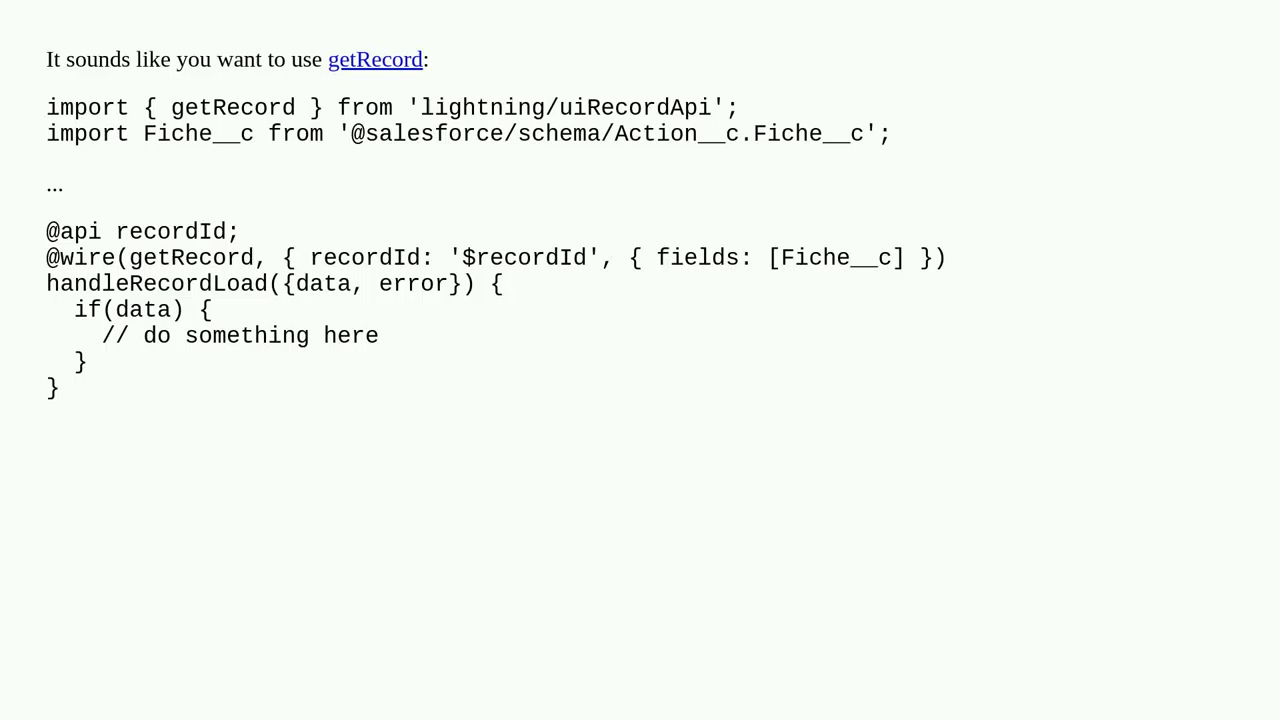 It sounds like you want to use getRecord:
import { getRecord } from 'lightning/uiRecordApi';
import Fiche__c from '@salesforce/schema/Action__c.Fiche__c';
...
@api recordId;
@wire(getRecord, { recordId: '$recordId', { fields: [Fiche__c] })
handleRecordLoad({data, error}) {
  if(data) {
    // do something here
  }
}